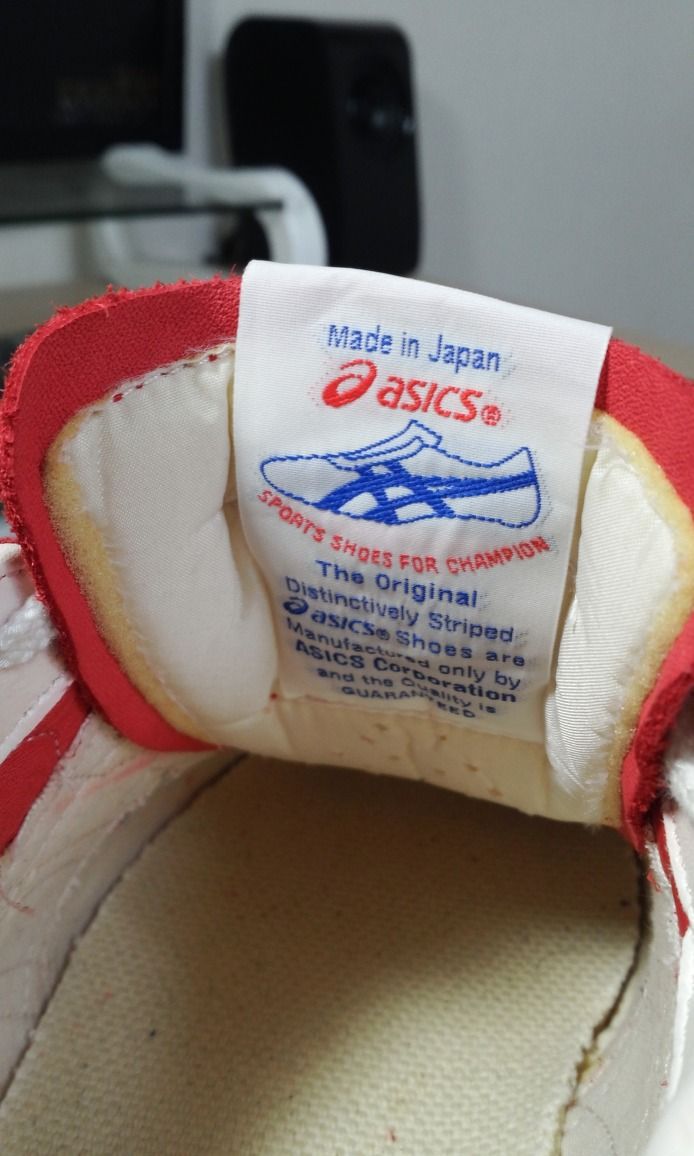 Made in Japan
asics®
SPORTS SHOES FOR CHAMPION
The Original
Distinctively Striped
asics® Shoes are
Manufactured only by
ASICS Corporation
and the Quality is
GUARANTEED